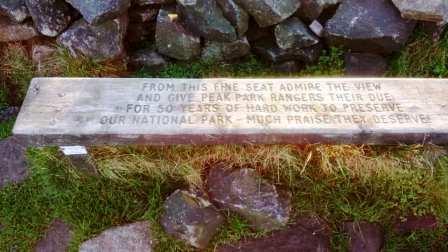 FROM THIS FINE SEAT ADMIRE THE VIEW
AND GIVE PEAK PARK RANGERS THEIR DUE
FOR 50 YEARS OF HARD WORK TO PRESERVE
OUR NATIONAL PARK - MUCH PRAISE THEY DESERVE